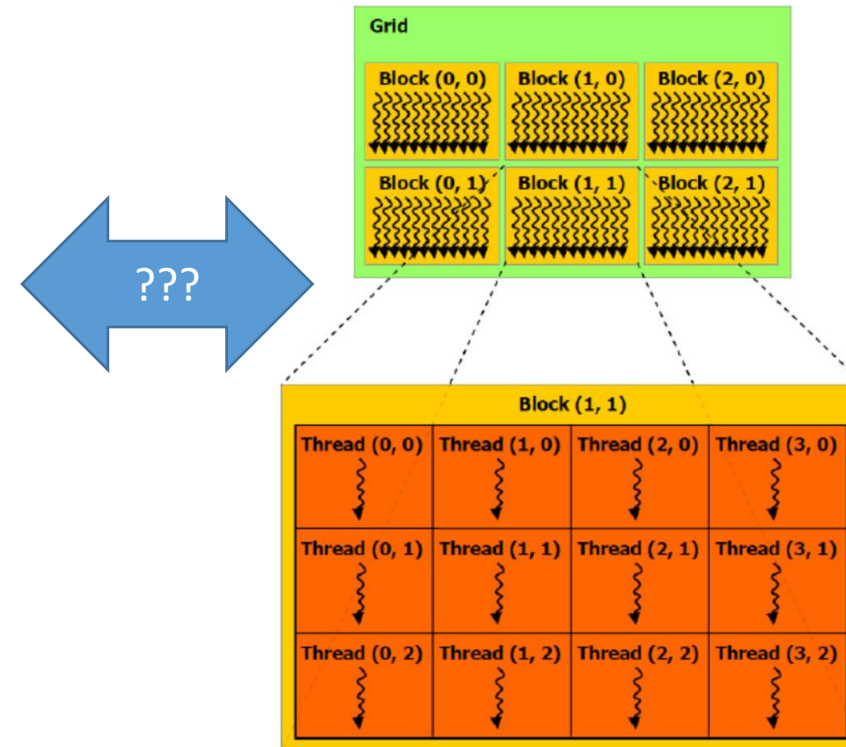 Grid
Block (0, 0) Block (1, 0) Block (2, 0)
Block (0, 1) Block (1, 1) Block (2, 1)
???
Block (1, 1)
Thread (0, 0) Thread (1, 0) Thread (2, 0) Thread (3, 0)
Thread (0, 1) Thread (1, 1) Thread (2, 1) Thread (3, 1)
Thread (0, 2) Thread (1, 2) Thread (2, 2) Thread (3, 2)